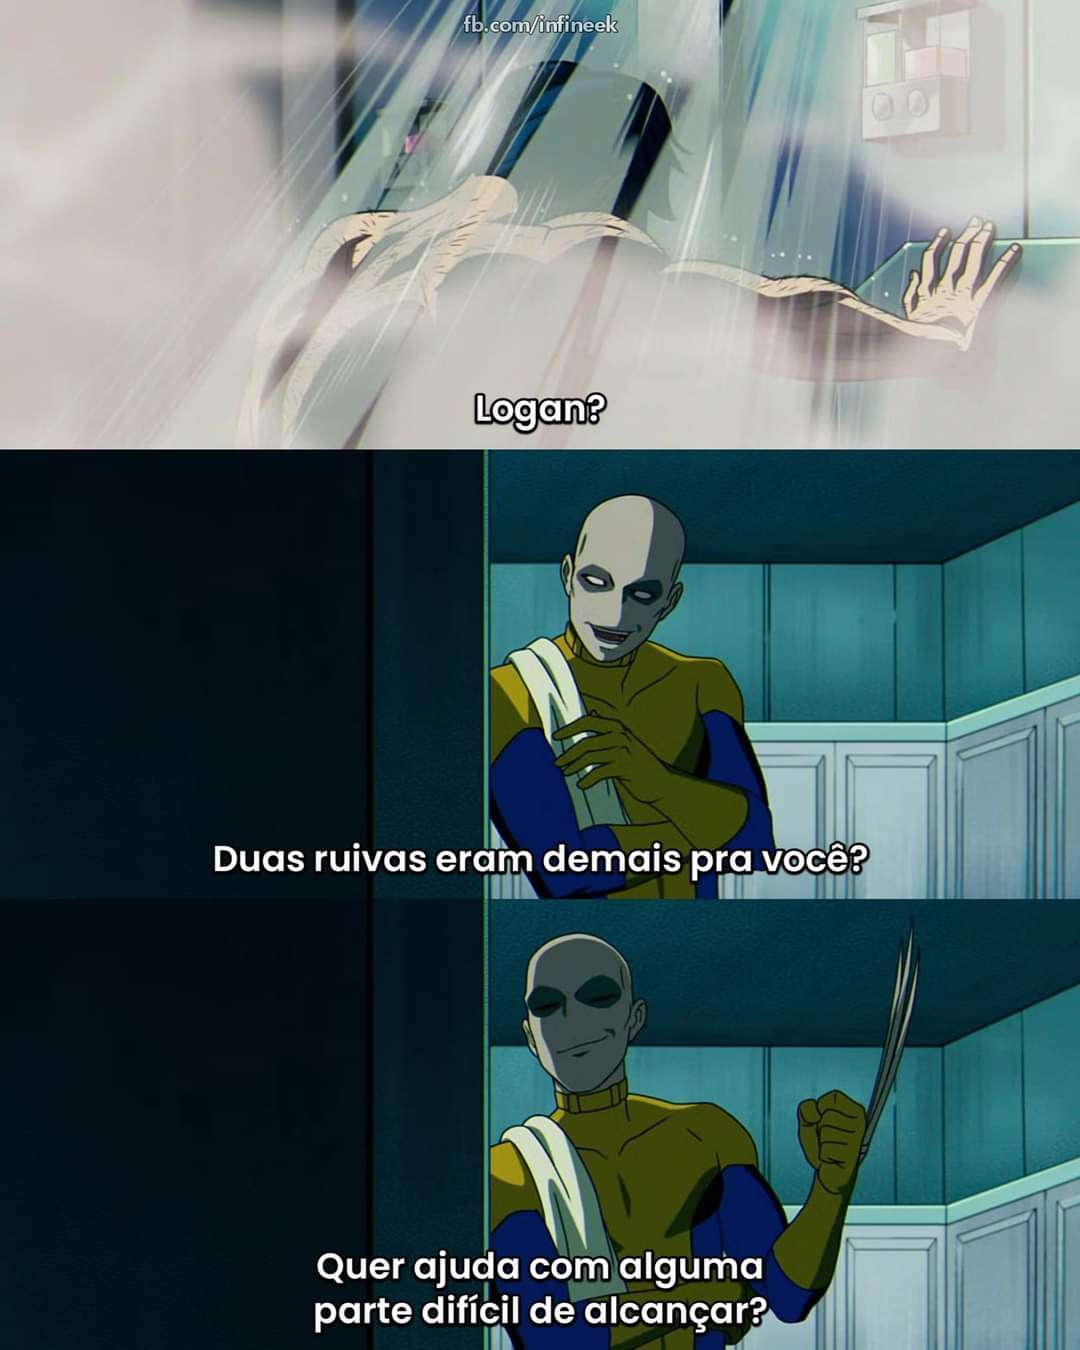 fb.com/infineek
Logan?
Duas ruivas eram demais pra você?
Quer ajuda com alguma
parte difícil de alcançar?